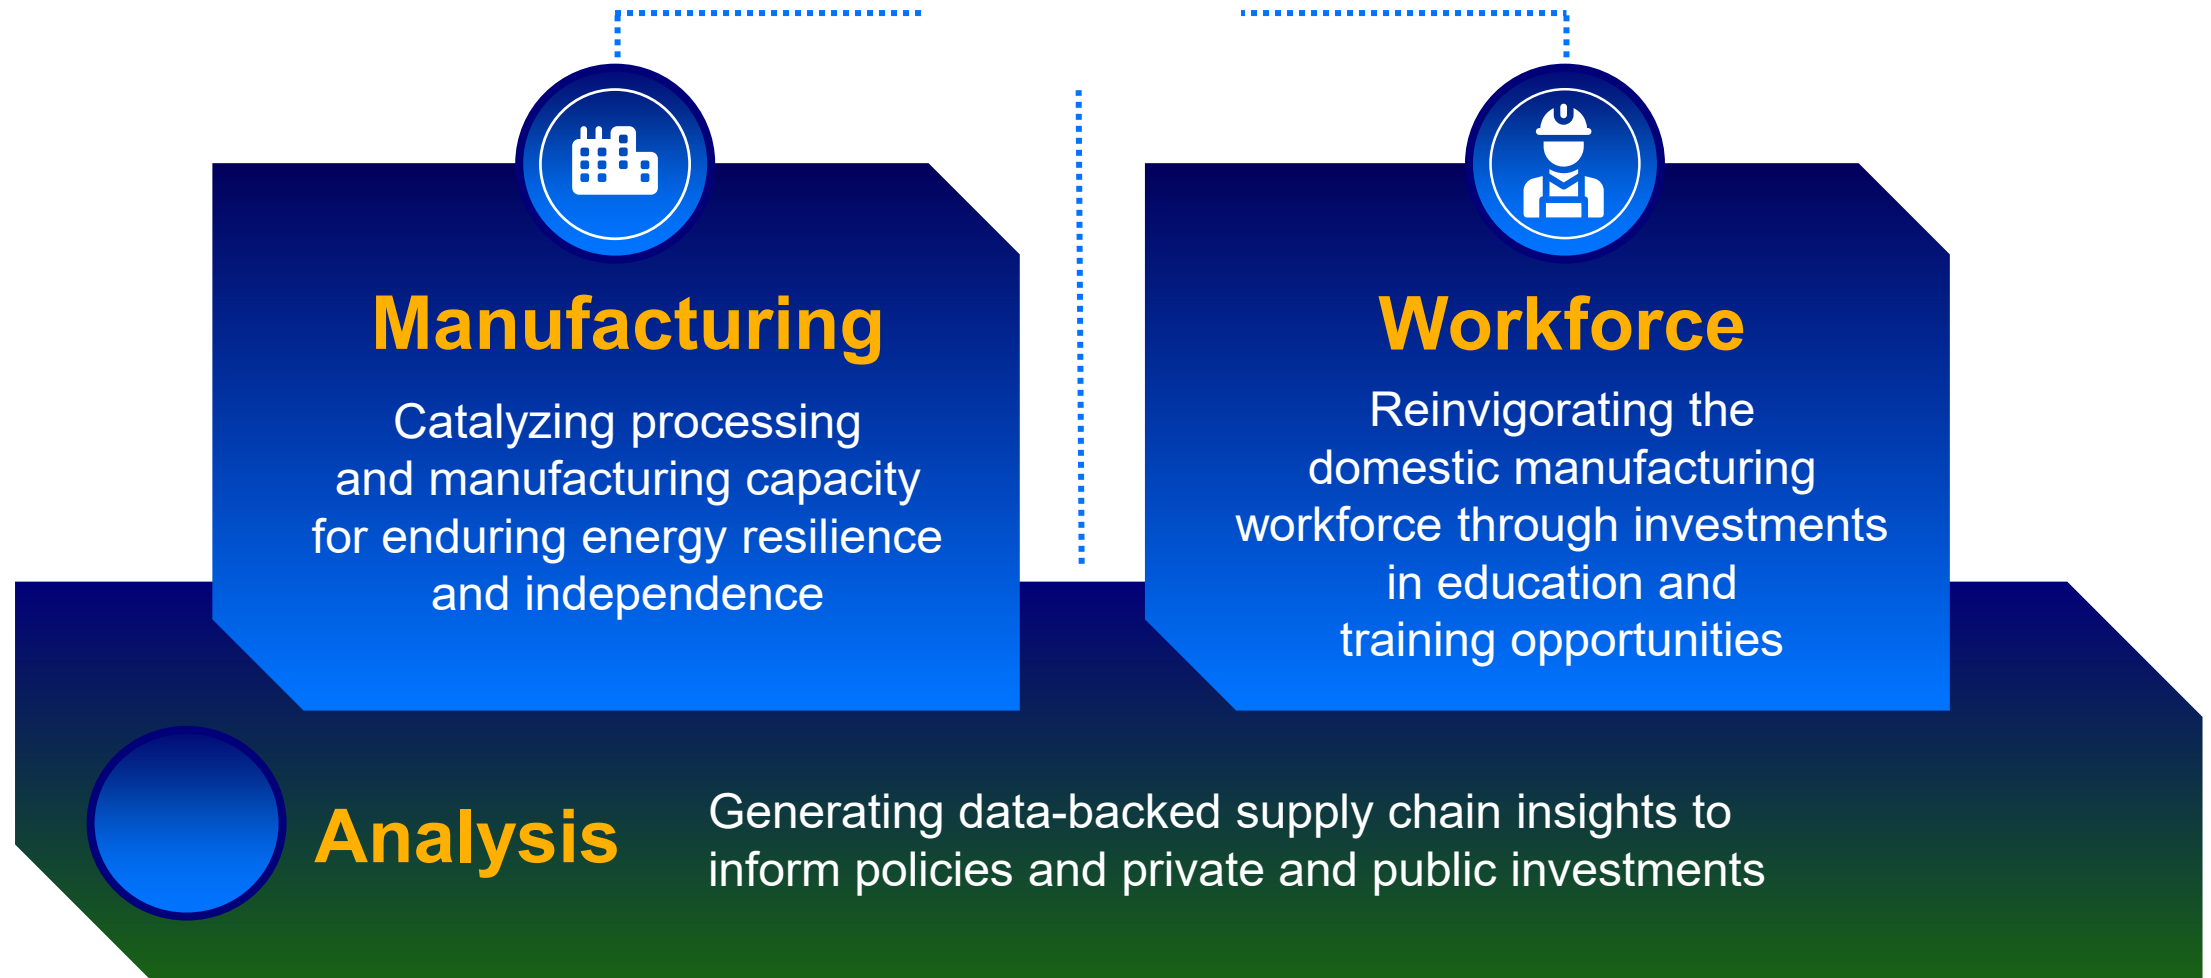 Manufacturing
Catalyzing processing
and manufacturing capacity
for enduring energy resilience
and independence
Workforce
Reinvigorating the
domestic manufacturing
workforce through investments
in education and
training opportunities
Analysis
Generating data-backed supply chain insights to
inform policies and private and public investments